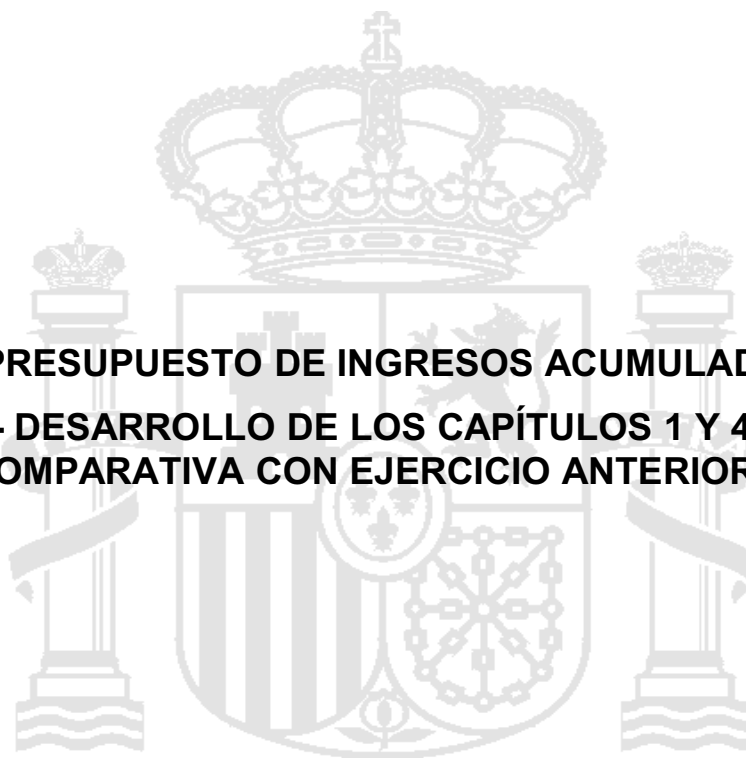 PRESUPUESTO DE INGRESOS ACUMULAD
- DESARROLLO DE LOS CAPÍTULOS 1 Y 4
OMPARATIVA CON EJERCICIO ANTERIOR